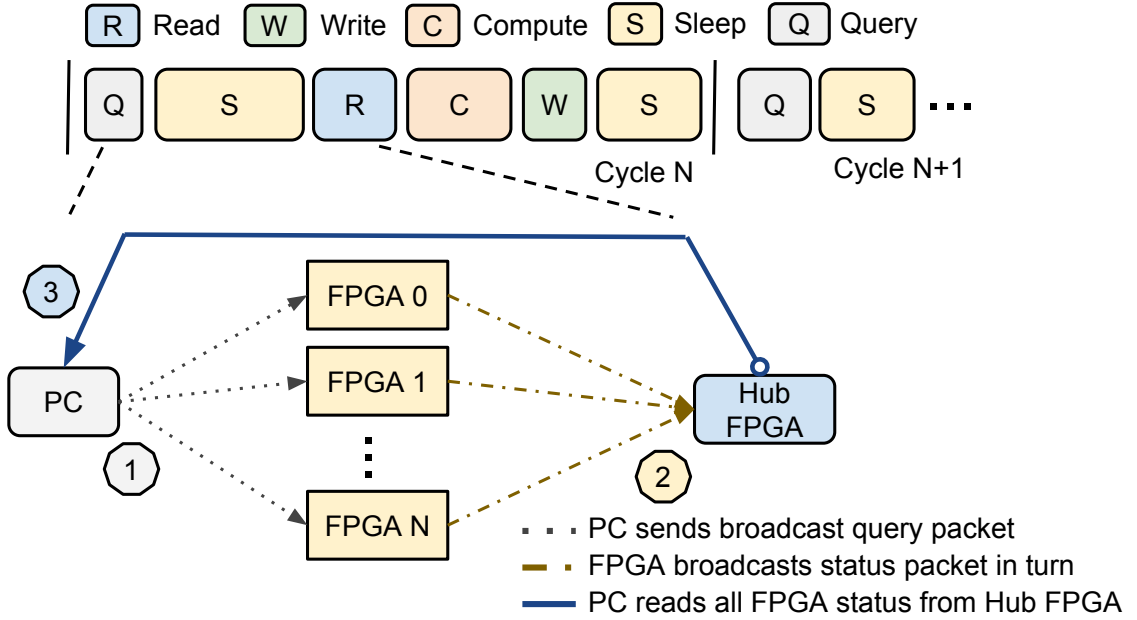 R Read W Write C Compute S Sleep Q Query
Q S R C W S Q S
Cycle N Cycle N+1
3
FPGA 0
FPGA 1
PC
Hub
FPGA
1
2
FPGA N
PC sends broadcast query packet
FPGA broadcasts status packet in turn
PC reads all FPGA status from Hub FPGA